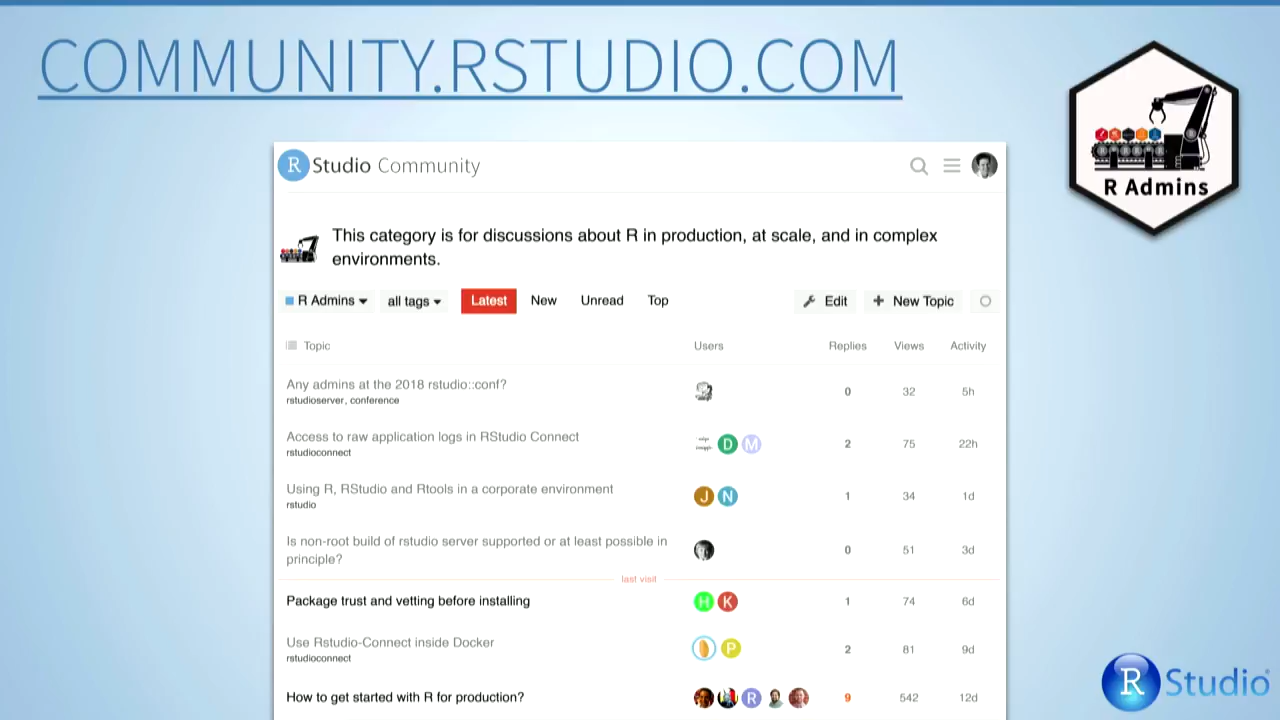 COMMUNITY.RSTUDIO.COM
R Admins
R Studio Community
This category is for discussions about R in production, at scale, and in complex
environments.
R Admins all tags Latest New Unread Top Edit + New Topic
Topic Users Replies Views Activity
Any admins at the 2018 rstudio::conf? 0 32 5h
rstudioserver, conference
Access to raw application logs in RStudio Connect D M 2 75 22h
rstudioconnect
Using R, RStudio and Rtools in a corporate environment J N 1 34 1d
rstudio
Is non-root build of rstudio server supported or at least possible in
principle? 0 51 3d
last visit
Package trust and vetting before installing H K 1 74 6d
Use Rstudio-Connect inside Docker P 2 81 9d
rstudioconnect
How to get started with R for production? R 9 542 12d
R Studio